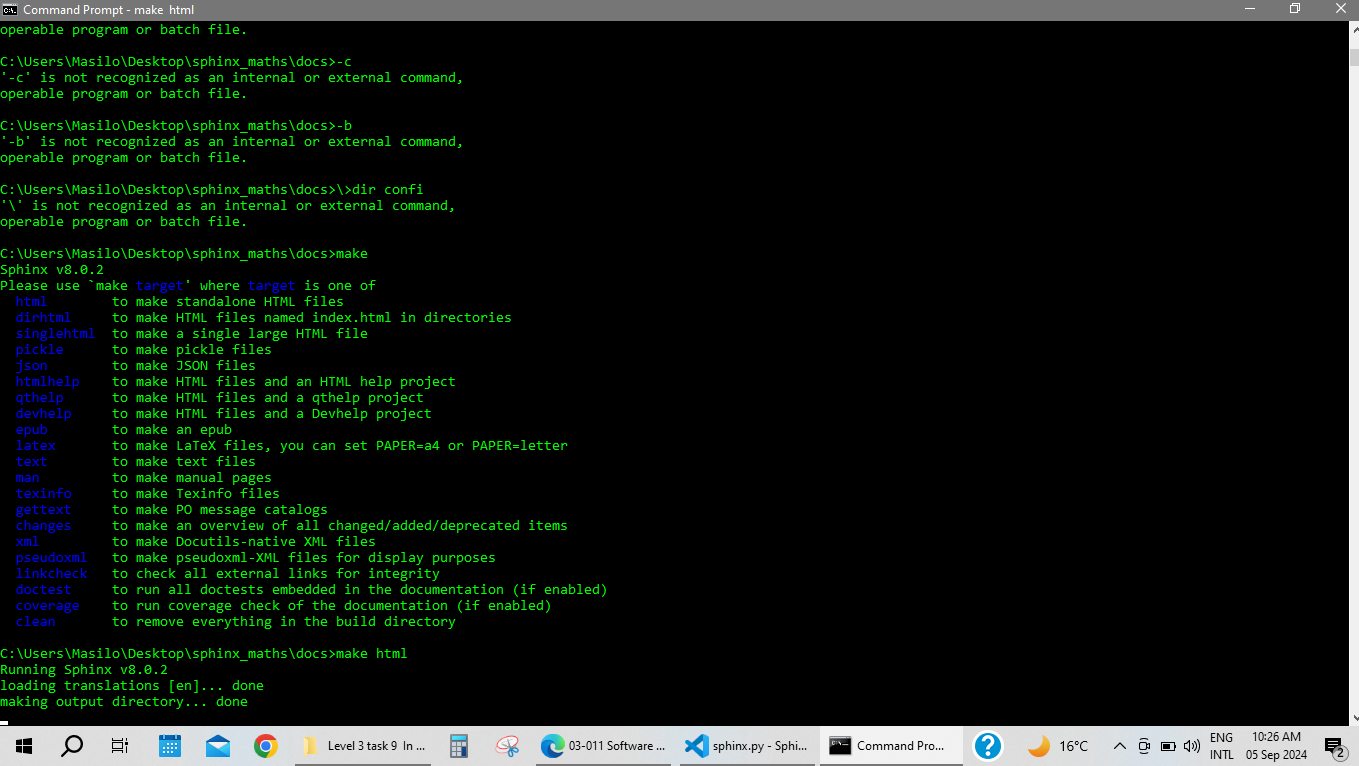 Command Prompt - make html
operable program or batch file.
C:\Users\Masilo\Desktop\sphinx_maths\docs>-c
'-c' is not recognized as an internal or external command,
operable program or batch file.
C:\Users\Masilo\Desktop\sphinx_maths\docs>-b
'-b' is not recognized as an internal or external command,
operable program or batch file.
C:\Users\Masilo\Desktop\sphinx_maths\docs>\>dir confi
'\' is not recognized as an internal or external command,
operable program or batch file.
C:\Users\Masilo\Desktop\sphinx_maths\docs>make
Sphinx v8.0.2
Please use `make target' where target is one of
html to make standalone HTML files
dirhtml to make HTML files named index.html in directories
singlehtml to make a single large HTML file
pickle to make pickle files
json to make JSON files
htmlhelp to make HTML files and an HTML help project
qthelp to make HTML files and a qthelp project
devhelp to make HTML files and a Devhelp project
epub to make an epub
latex to make LaTeX files, you can set PAPER=a4 or PAPER=letter
text to make text files
man to make manual pages
texinfo to make Texinfo files
gettext to make PO message catalogs
changes to make an overview of all changed/added/deprecated items
xml to make Docutils-native XML files
pseudoxml to make pseudoxml-XML files for display purposes
linkcheck to check all external links for integrity
doctest to run all doctests embedded in the documentation (if enabled)
coverage to run coverage check of the documentation (if enabled)
clean to remove everything in the build directory
C:\Users\Masilo\Desktop\sphinx_maths\docs>make html
Running Sphinx v8.0.2
loading translations [en]... done
making output directory... done
Level 3 task 9 In ...
03-011 Software ...
sphinx.py - Sphi...
Command Pro...
16°C
ENG
INTL
10:26 AM
05 Sep 2024
2